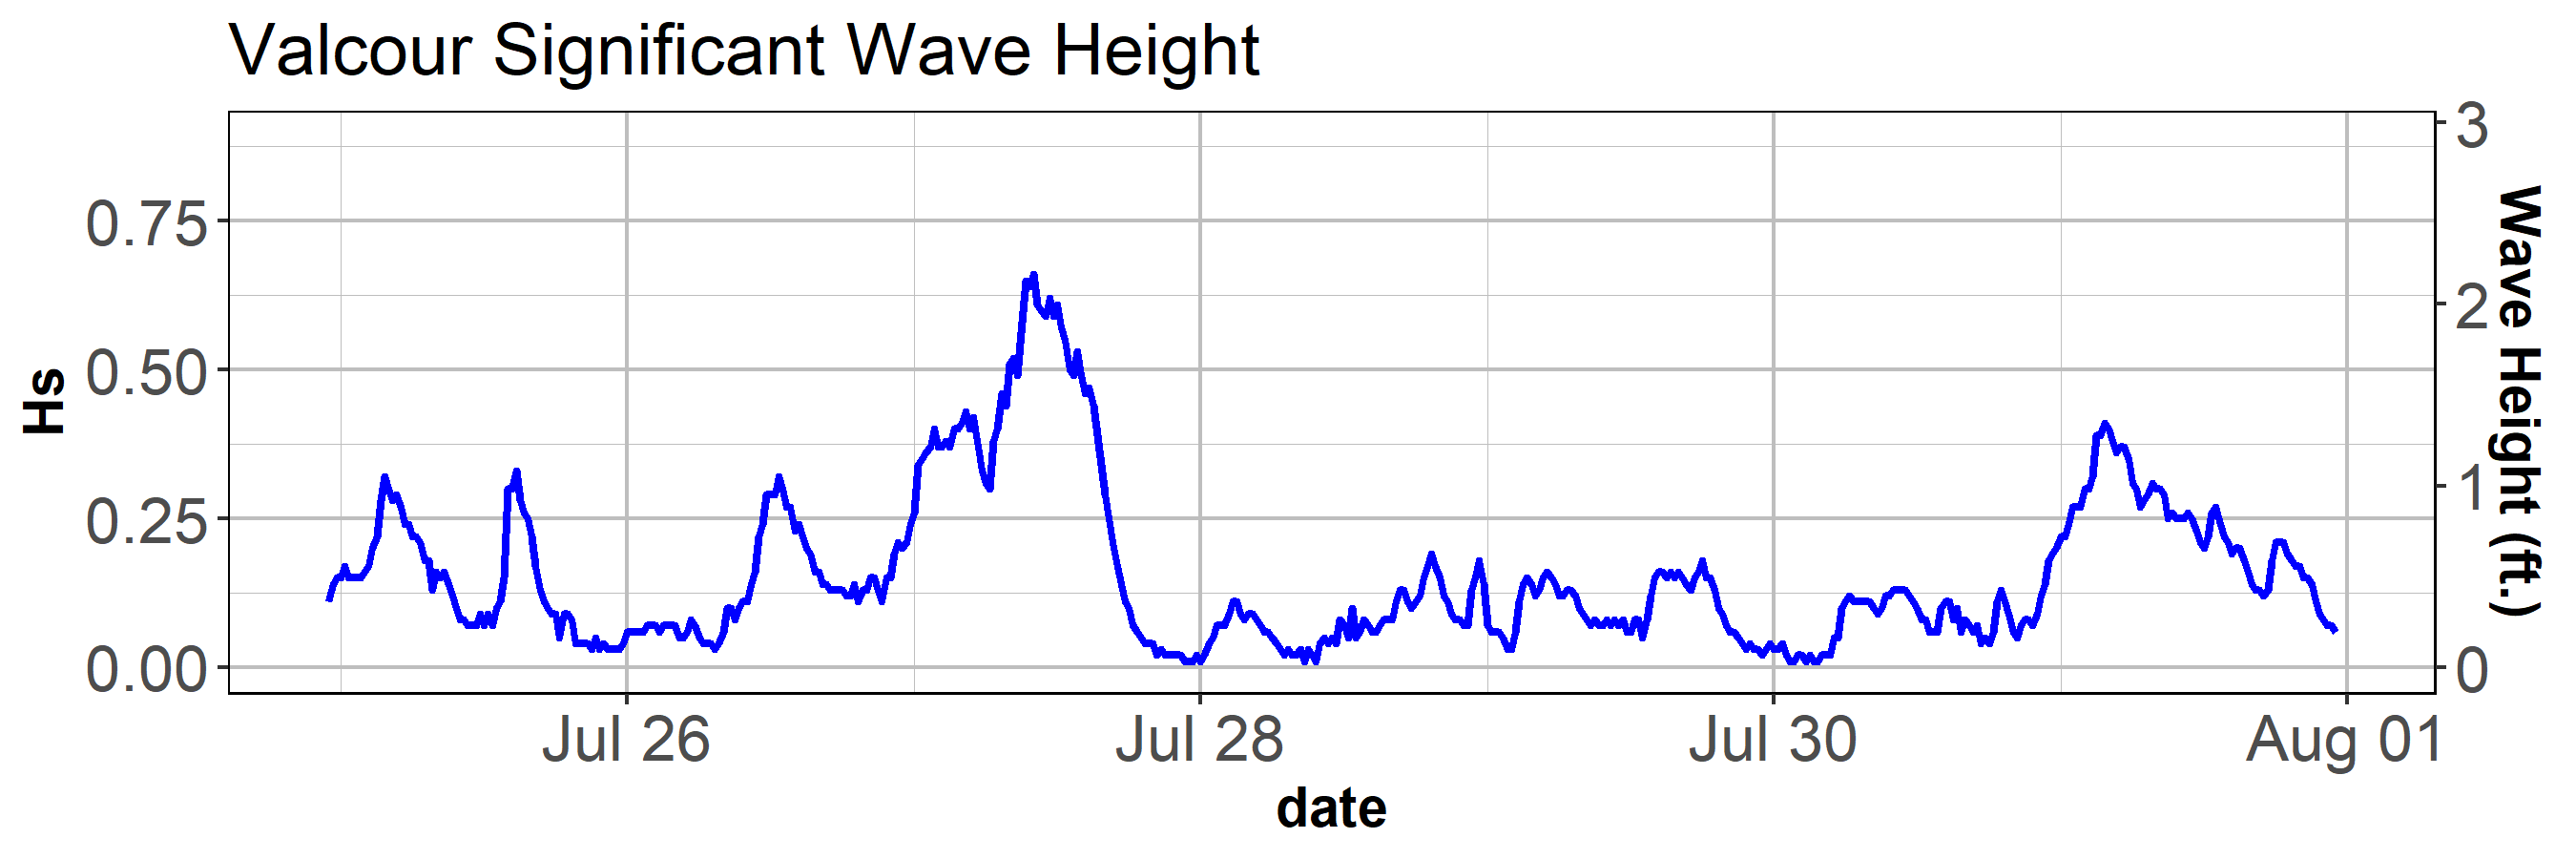 Valcour Significant Wave Height
Hs
0.75
0.50
0.25
0.00
3
2
1
0
Wave Height (ft.)
Jul 26
Jul 28
Jul 30
Aug 01
date